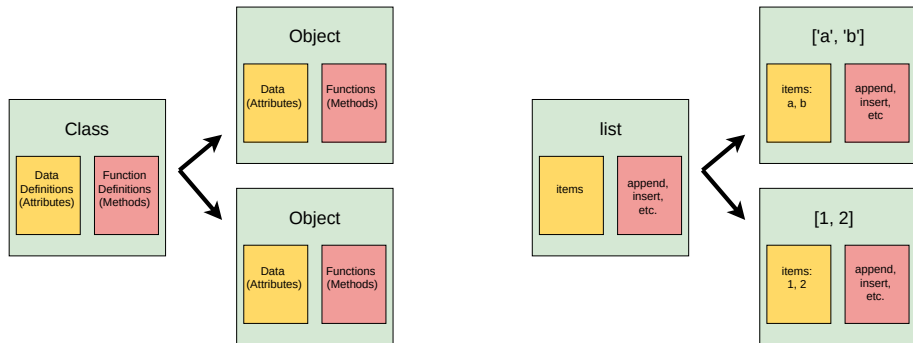 Class
Data
Definitions
(Attributes)
Function
Definitions
(Methods)
Object
Data
(Attributes)
Functions
(Methods)
Object
Data
(Attributes)
Functions
(Methods)
list
items
append,
insert,
etc.
['a', 'b']
items:
a, b
append,
insert,
etc
[1, 2]
items:
1, 2
append,
insert,
etc.